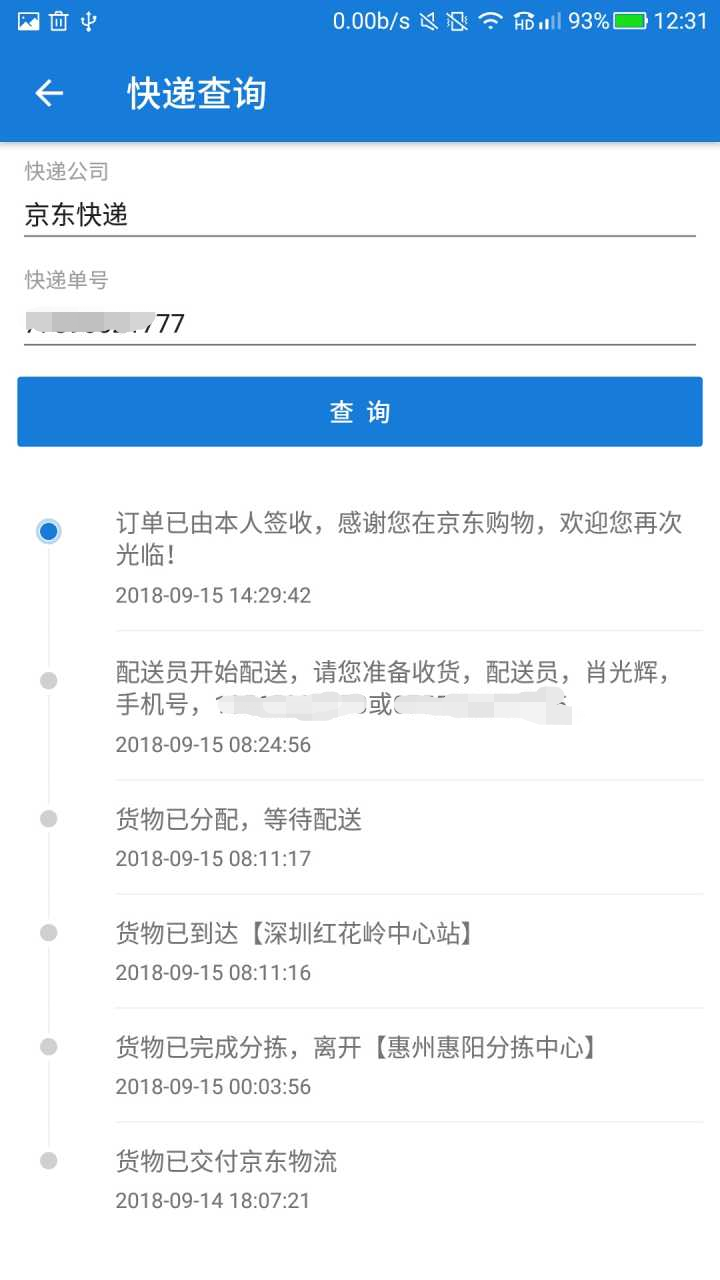 0.00b/s HD 93% 12:31
快递查询
快递公司
京东快递
快递单号
777
查 询
订单已由本人签收，感谢您在京东购物，欢迎您再次
光临！
2018-09-15 14:29:42
配送员开始配送，请您准备收货，配送员，肖光辉，
手机号，或
2018-09-15 08:24:56
货物已分配，等待配送
2018-09-15 08:11:17
货物已到达【深圳红花岭中心站】
2018-09-15 08:11:16
货物已完成分拣，离开【惠州惠阳分拣中心】
2018-09-15 00:03:56
货物已交付京东物流
2018-09-14 18:07:21